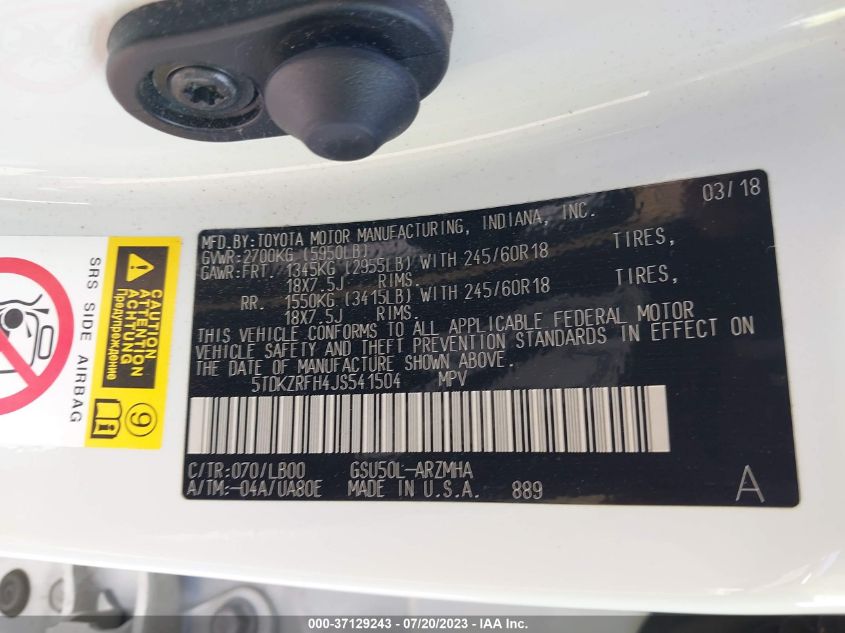 MFD.BY:TOYOTA MOTOR MANUFACTURING, INDIANA, INC. 03/18
GVWR:2700KG (5950LB)
GAWR:FRT. 1345KG (2955LB) WITH 245/60R18 TIRES,
18X7.5J RIMS.
RR. 1550KG (3415LB) WITH 245/60R18 TIRES,
18X7.5J RIMS.
THIS VEHICLE CONFORMS TO ALL APPLICABLE FEDERAL MOTOR
VEHICLE SAFETY AND THEFT PREVENTION STANDARDS IN EFFECT ON
THE DATE OF MANUFACTURE SHOWN ABOVE.
5TDKZRFH4JS541504 MPV
C/TR:070/LB00 GSU50L-ARZMHA
A/TM:-04A/UA80E MADE IN U.S.A. 889 A
SRS SIDE AIRBAG
CAUTION
ATTENTION
ACHTUNG
Предупреждение
9
000-37129243 - 07/20/2023 - IAA Inc.